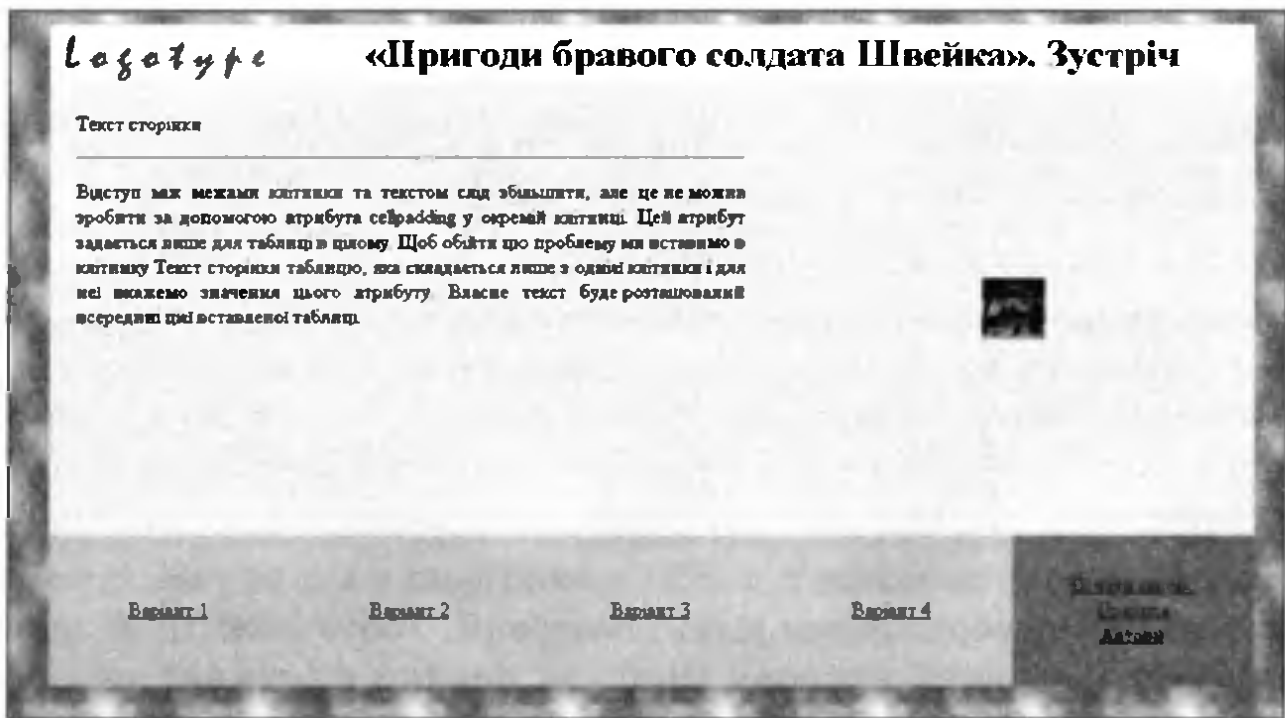 Logotype «Пригоди бравого солдата Швейка». Зустріч
Текст сторінки
Відступ між межами клітинки та текстом слід збільшити, але це не можна
зробити за допомогою атрибута cellpadding у окремій клітинці. Цей атрибут
задається лише для таблиці в цілому. Щоб обійти цю проблему ми вставимо в
клітинку Текст сторінки таблицю, яка складається лише з однієї клітинки і для
неї вкажемо значення цього атрибуту. Власне текст буде розташований
всередині цієї вставленої таблиці.
Варіант 1 Варіант 2 Варіант 3 Варіант 4
Автори